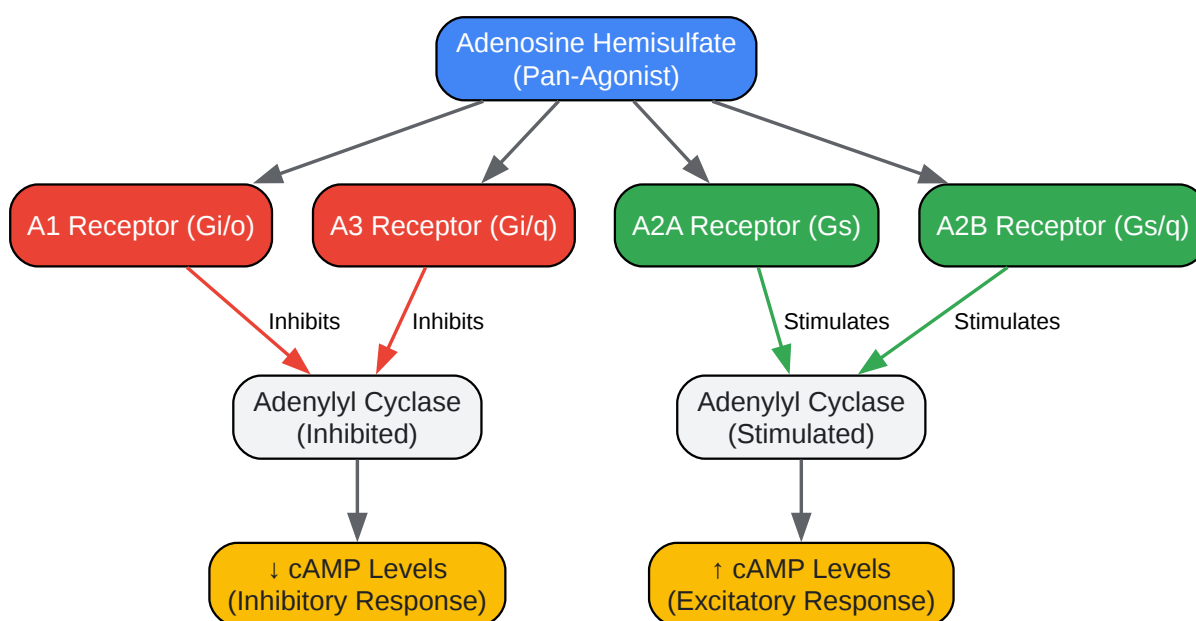 Adenosine Hemisulfate
(Pan-Agonist)
A1 Receptor (Gi/o)
A3 Receptor (Gi/q)
A2A Receptor (Gs)
A2B Receptor (Gs/q)
Inhibits
Inhibits
Stimulates
Stimulates
Adenylyl Cyclase
(Inhibited)
Adenylyl Cyclase
(Stimulated)
↓ cAMP Levels
(Inhibitory Response)
↑ cAMP Levels
(Excitatory Response)